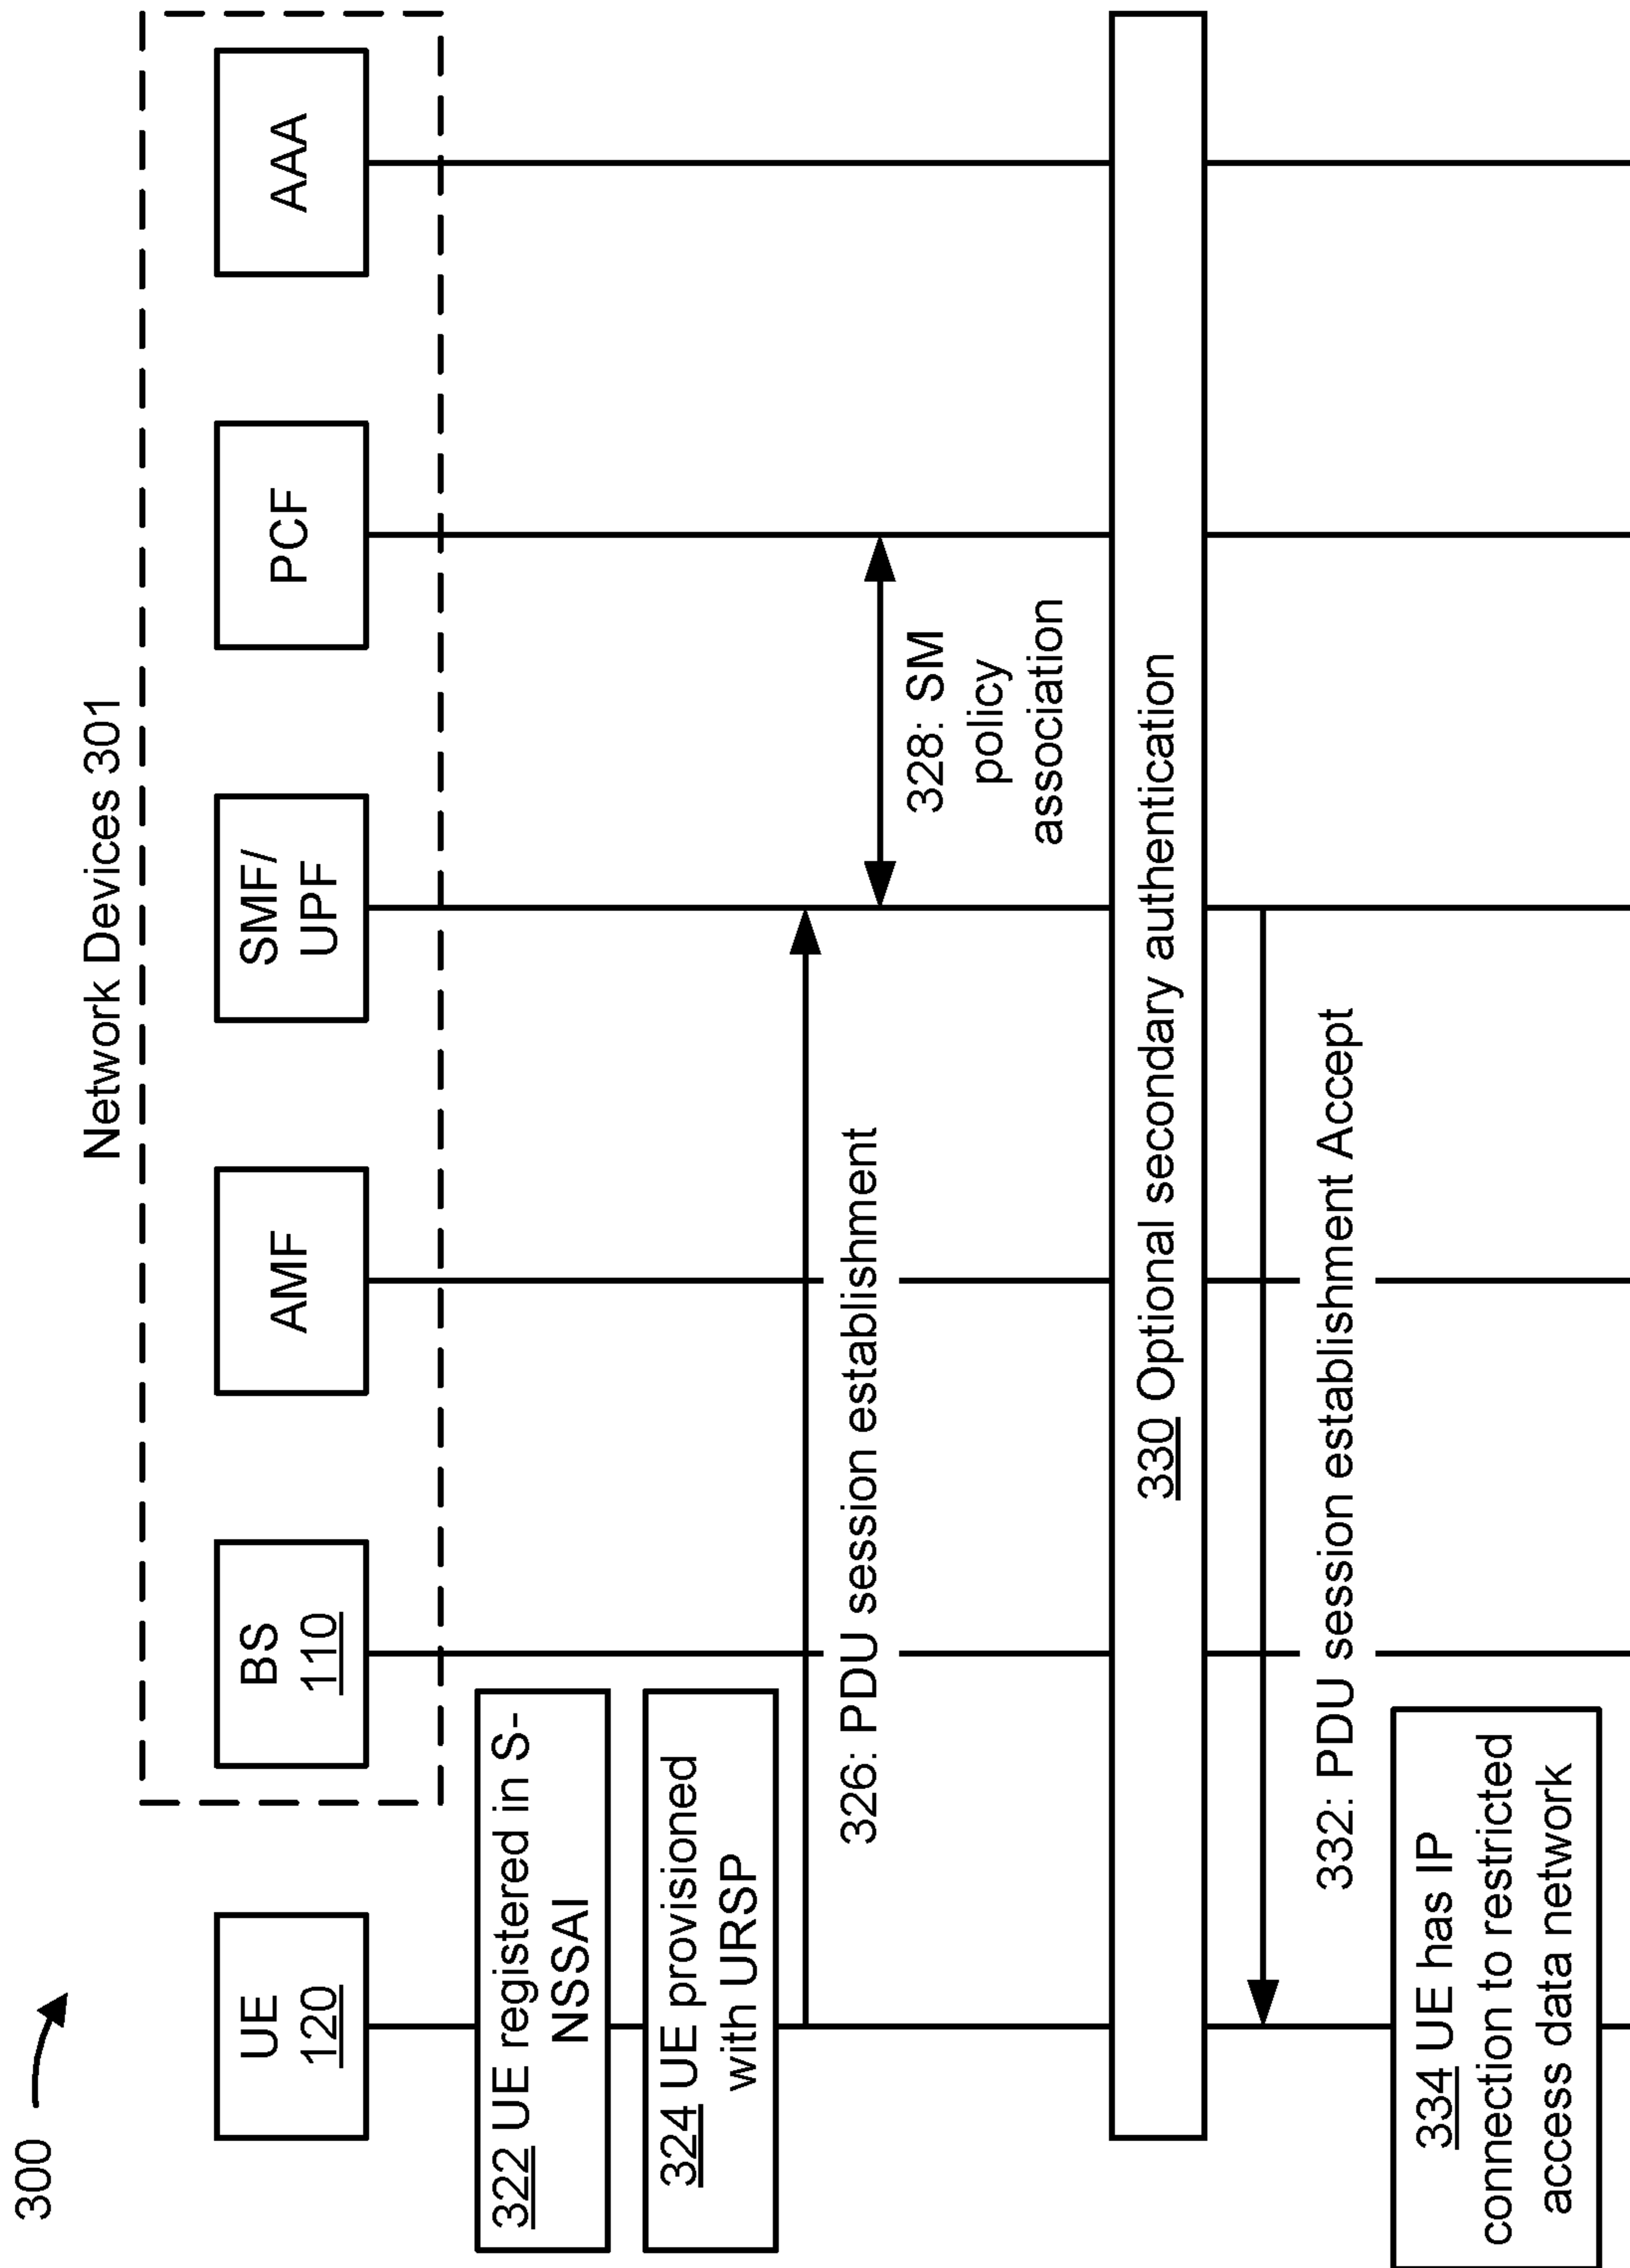 300
Network Devices 301
UE
120
BS
110
AMF
SMF/
UPF
PCF
AAA
322 UE registered in S-
NSSAI
324 UE provisioned
with URSP
326: PDU session establishment
328: SM
policy
association
330 Optional secondary authentication
332: PDU session establishment Accept
334 UE has IP
connection to restricted
access data network